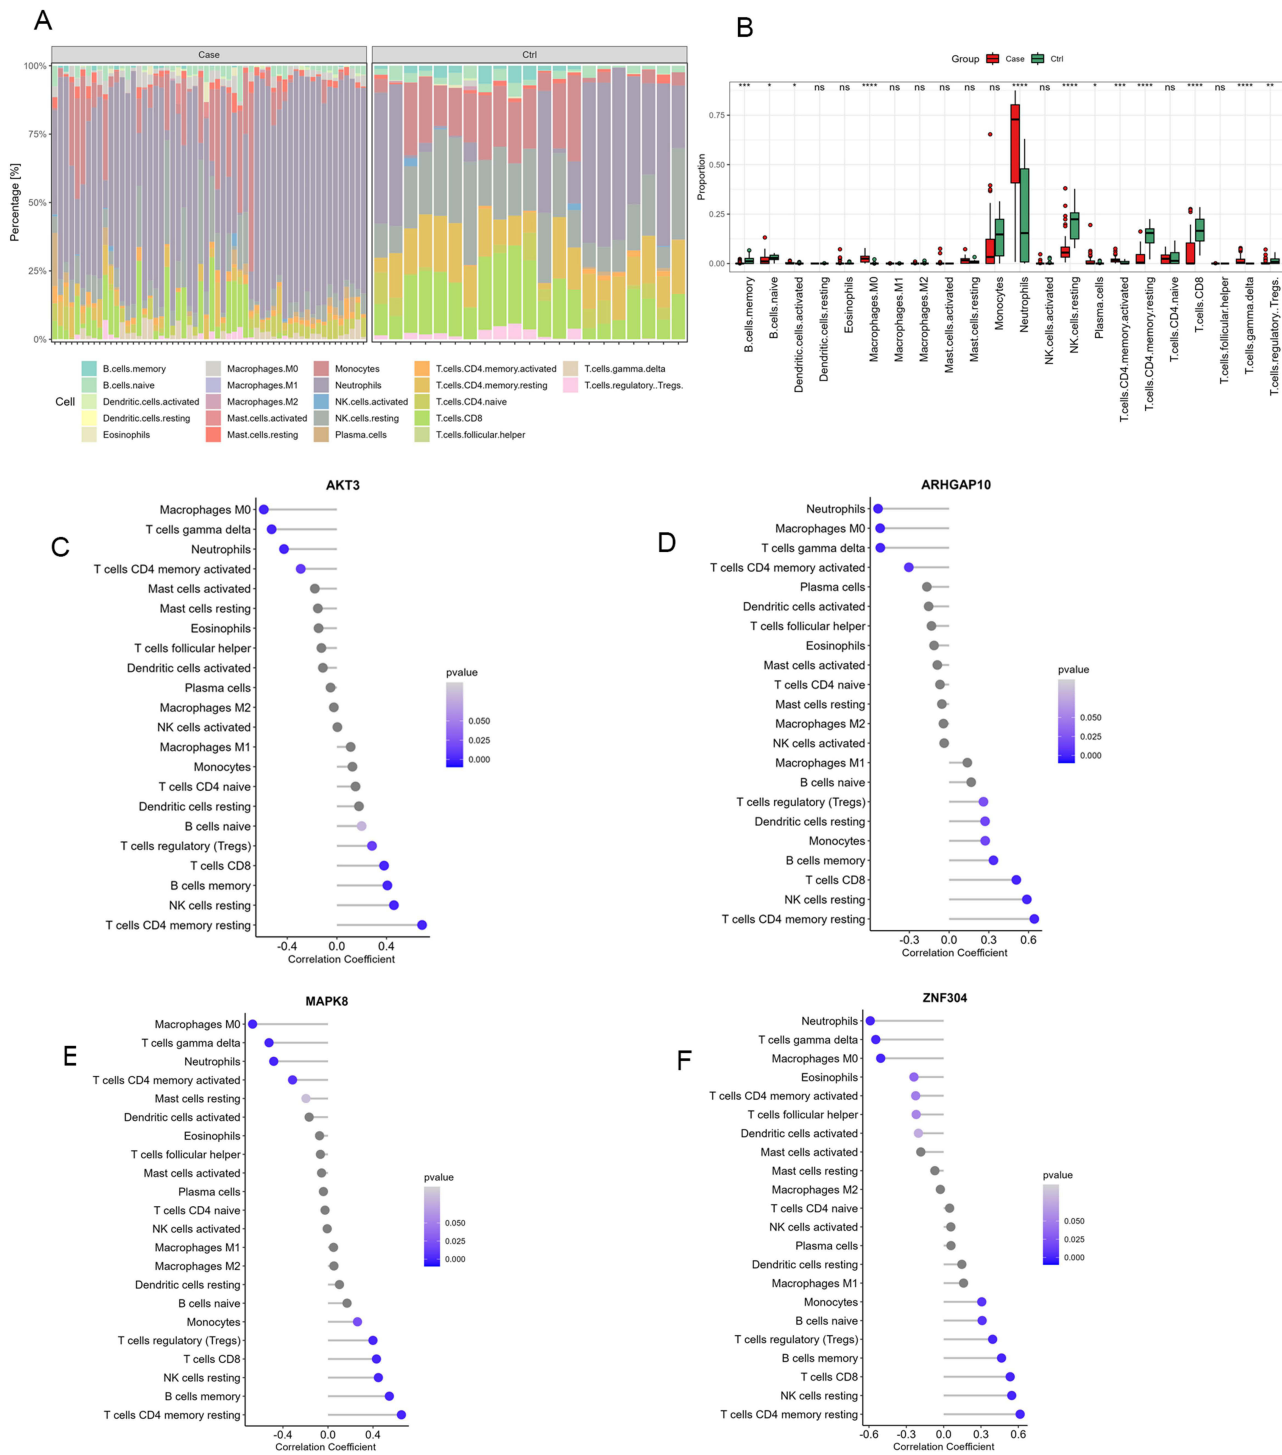 A
Case
Ctrl
100%
75%
50%
25%
0%
Percentage [%]
Cell
B.cells.memory
B.cells.naive
Dendritic.cells.activated
Dendritic.cells.resting
Eosinophils
Macrophages.M0
Macrophages.M1
Macrophages.M2
Mast.cells.activated
Mast.cells.resting
Monocytes
Neutrophils
NK.cells.activated
NK.cells.resting
Plasma.cells
T.cells.CD4.memory.activated
T.cells.CD4.memory.resting
T.cells.CD4.naive
T.cells.CD8
T.cells.follicular.helper
T.cells.gamma.delta
T.cells.regulatory..Tregs.
B
Group Case Ctrl
*** * * ns ns **** ns ns ns ns ns **** ns **** * *** **** ns **** ns **** **
0.75
0.50
0.25
0.00
Proportion
B.cells.memory
B.cells.naive
Dendritic.cells.activated
Dendritic.cells.resting
Eosinophils
Macrophages.M0
Macrophages.M1
Macrophages.M2
Mast.cells.activated
Mast.cells.resting
Monocytes
Neutrophils
NK.cells.activated
NK.cells.resting
Plasma.cells
T.cells.CD4.memory.activated
T.cells.CD4.memory.resting
T.cells.CD4.naive
T.cells.CD8
T.cells.follicular.helper
T.cells.gamma.delta
T.cells.regulatory..Tregs.
C
AKT3
Macrophages M0
T cells gamma delta
Neutrophils
T cells CD4 memory activated
Mast cells activated
Mast cells resting
Eosinophils
T cells follicular helper
Dendritic cells activated
Plasma cells
Macrophages M2
NK cells activated
Macrophages M1
Monocytes
T cells CD4 naive
Dendritic cells resting
B cells naive
T cells regulatory (Tregs)
T cells CD8
B cells memory
NK cells resting
T cells CD4 memory resting
-0.4 0.0 0.4
Correlation Coefficient
pvalue
0.050
0.000
D
ARHGAP10
Neutrophils
Macrophages M0
T cells gamma delta
T cells CD4 memory activated
Plasma cells
Dendritic cells activated
T cells follicular helper
Eosinophils
Mast cells activated
T cells CD4 naive
Mast cells resting
Macrophages M2
NK cells activated
Macrophages M1
B cells naive
T cells regulatory (Tregs)
Dendritic cells resting
Monocytes
B cells memory
T cells CD8
NK cells resting
T cells CD4 memory resting
-0.3 0.0 0.3 0.6
Correlation Coefficient
pvalue
0.050
0.000
E
MAPK8
Macrophages M0
T cells gamma delta
Neutrophils
T cells CD4 memory activated
Mast cells resting
Dendritic cells activated
Eosinophils
T cells follicular helper
Mast cells activated
Plasma cells
T cells CD4 naive
NK cells activated
Macrophages M1
Macrophages M2
Dendritic cells resting
B cells naive
Monocytes
T cells regulatory (Tregs)
T cells CD8
NK cells resting
B cells memory
T cells CD4 memory resting
-0.4 0.0 0.4
Correlation Coefficient
pvalue
0.050
0.000
F
ZNF304
Neutrophils
T cells gamma delta
Macrophages M0
Eosinophils
T cells CD4 memory activated
T cells follicular helper
Dendritic cells activated
Mast cells activated
Mast cells resting
Macrophages M2
T cells CD4 naive
NK cells activated
Plasma cells
Dendritic cells resting
Macrophages M1
Monocytes
B cells naive
T cells regulatory (Tregs)
B cells memory
T cells CD8
NK cells resting
T cells CD4 memory resting
-0.6 -0.3 0.0 0.3 0.6
Correlation Coefficient
pvalue
0.050
0.000